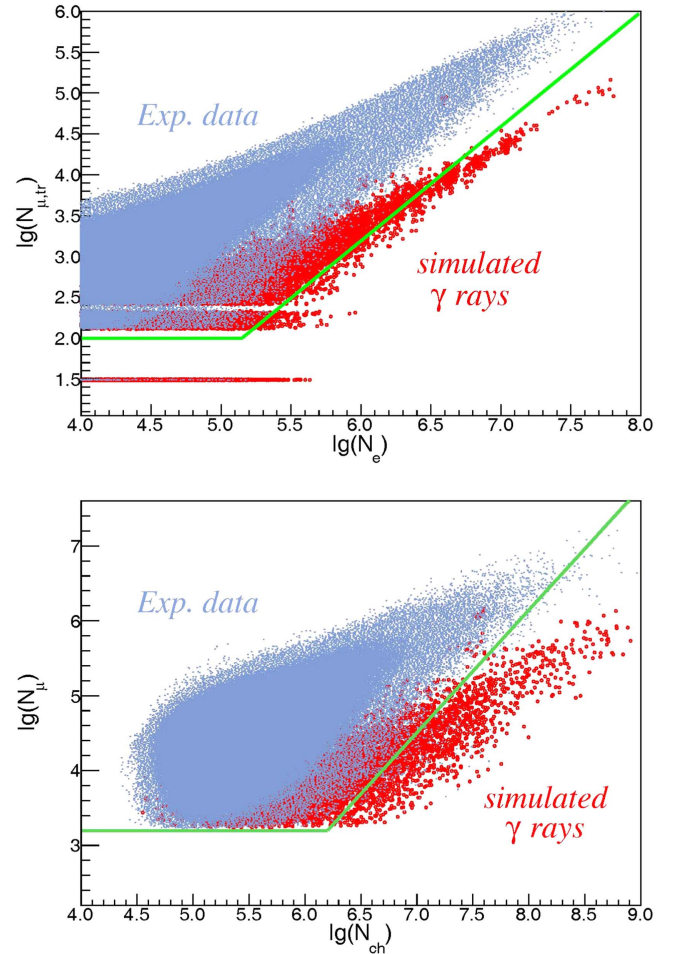 6.0
5.5
5.0
4.5
4.0
3.5
3.0
2.5
2.0
1.5
lg(N_μ,tr)
Exp. data
simulated
γ rays
4.0 4.5 5.0 5.5 6.0 6.5 7.0 7.5 8.0
lg(N_e)
7
6
5
4
3
lg(N_μ)
Exp. data
simulated
γ rays
4.0 4.5 5.0 5.5 6.0 6.5 7.0 7.5 8.0 8.5 9.0
lg(N_ch)